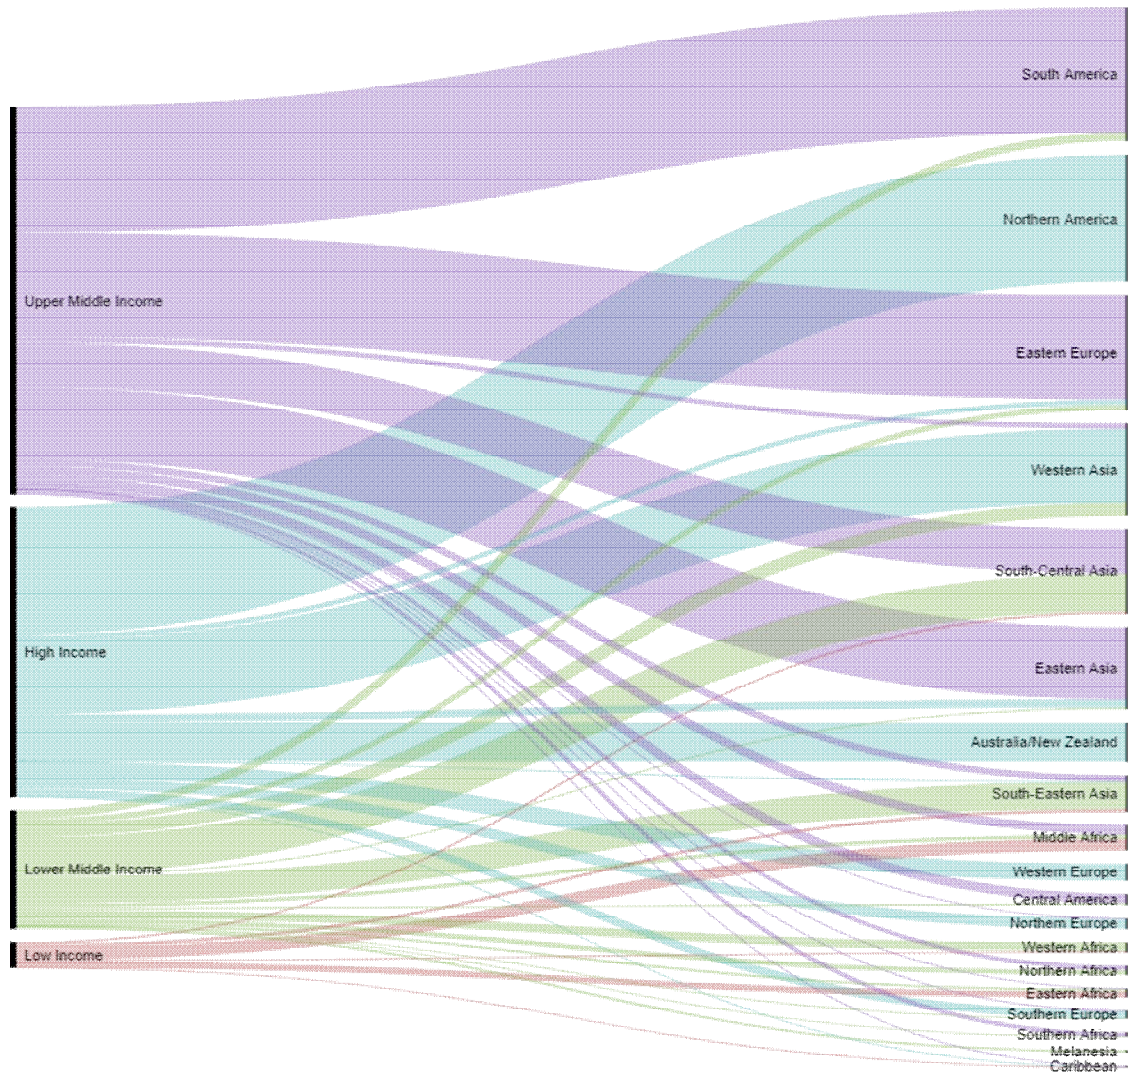 South America
Northern America
Upper Middle Income
Eastern Europe
Western Asia
South-Central Asia
High Income
Eastern Asia
Australia/New Zealand
South-Eastern Asia
Middle Africa
Lower Middle Income
Western Europe
Central America
Northern Europe
Western Africa
Low Income
Northern Africa
Eastern Africa
Southern Europe
Southern Africa
Melanesia
Caribbean